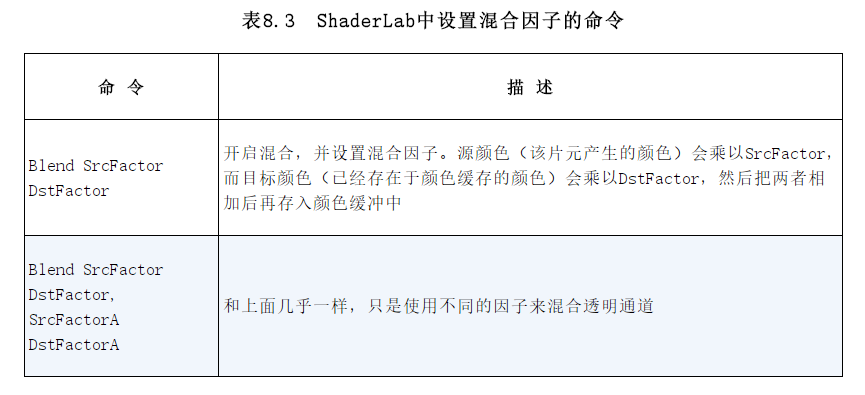 表8.3 ShaderLab中设置混合因子的命令
命 令
描 述
Blend SrcFactor
DstFactor
开启混合，并设置混合因子。源颜色（该片元产生的颜色）会乘以SrcFactor，
而目标颜色（已经存在于颜色缓存的颜色）会乘以DstFactor，然后把两者相
加后再存入颜色缓冲中
Blend SrcFactor
DstFactor,
SrcFactorA
DstFactorA
和上面几乎一样，只是使用不同的因子来混合透明通道